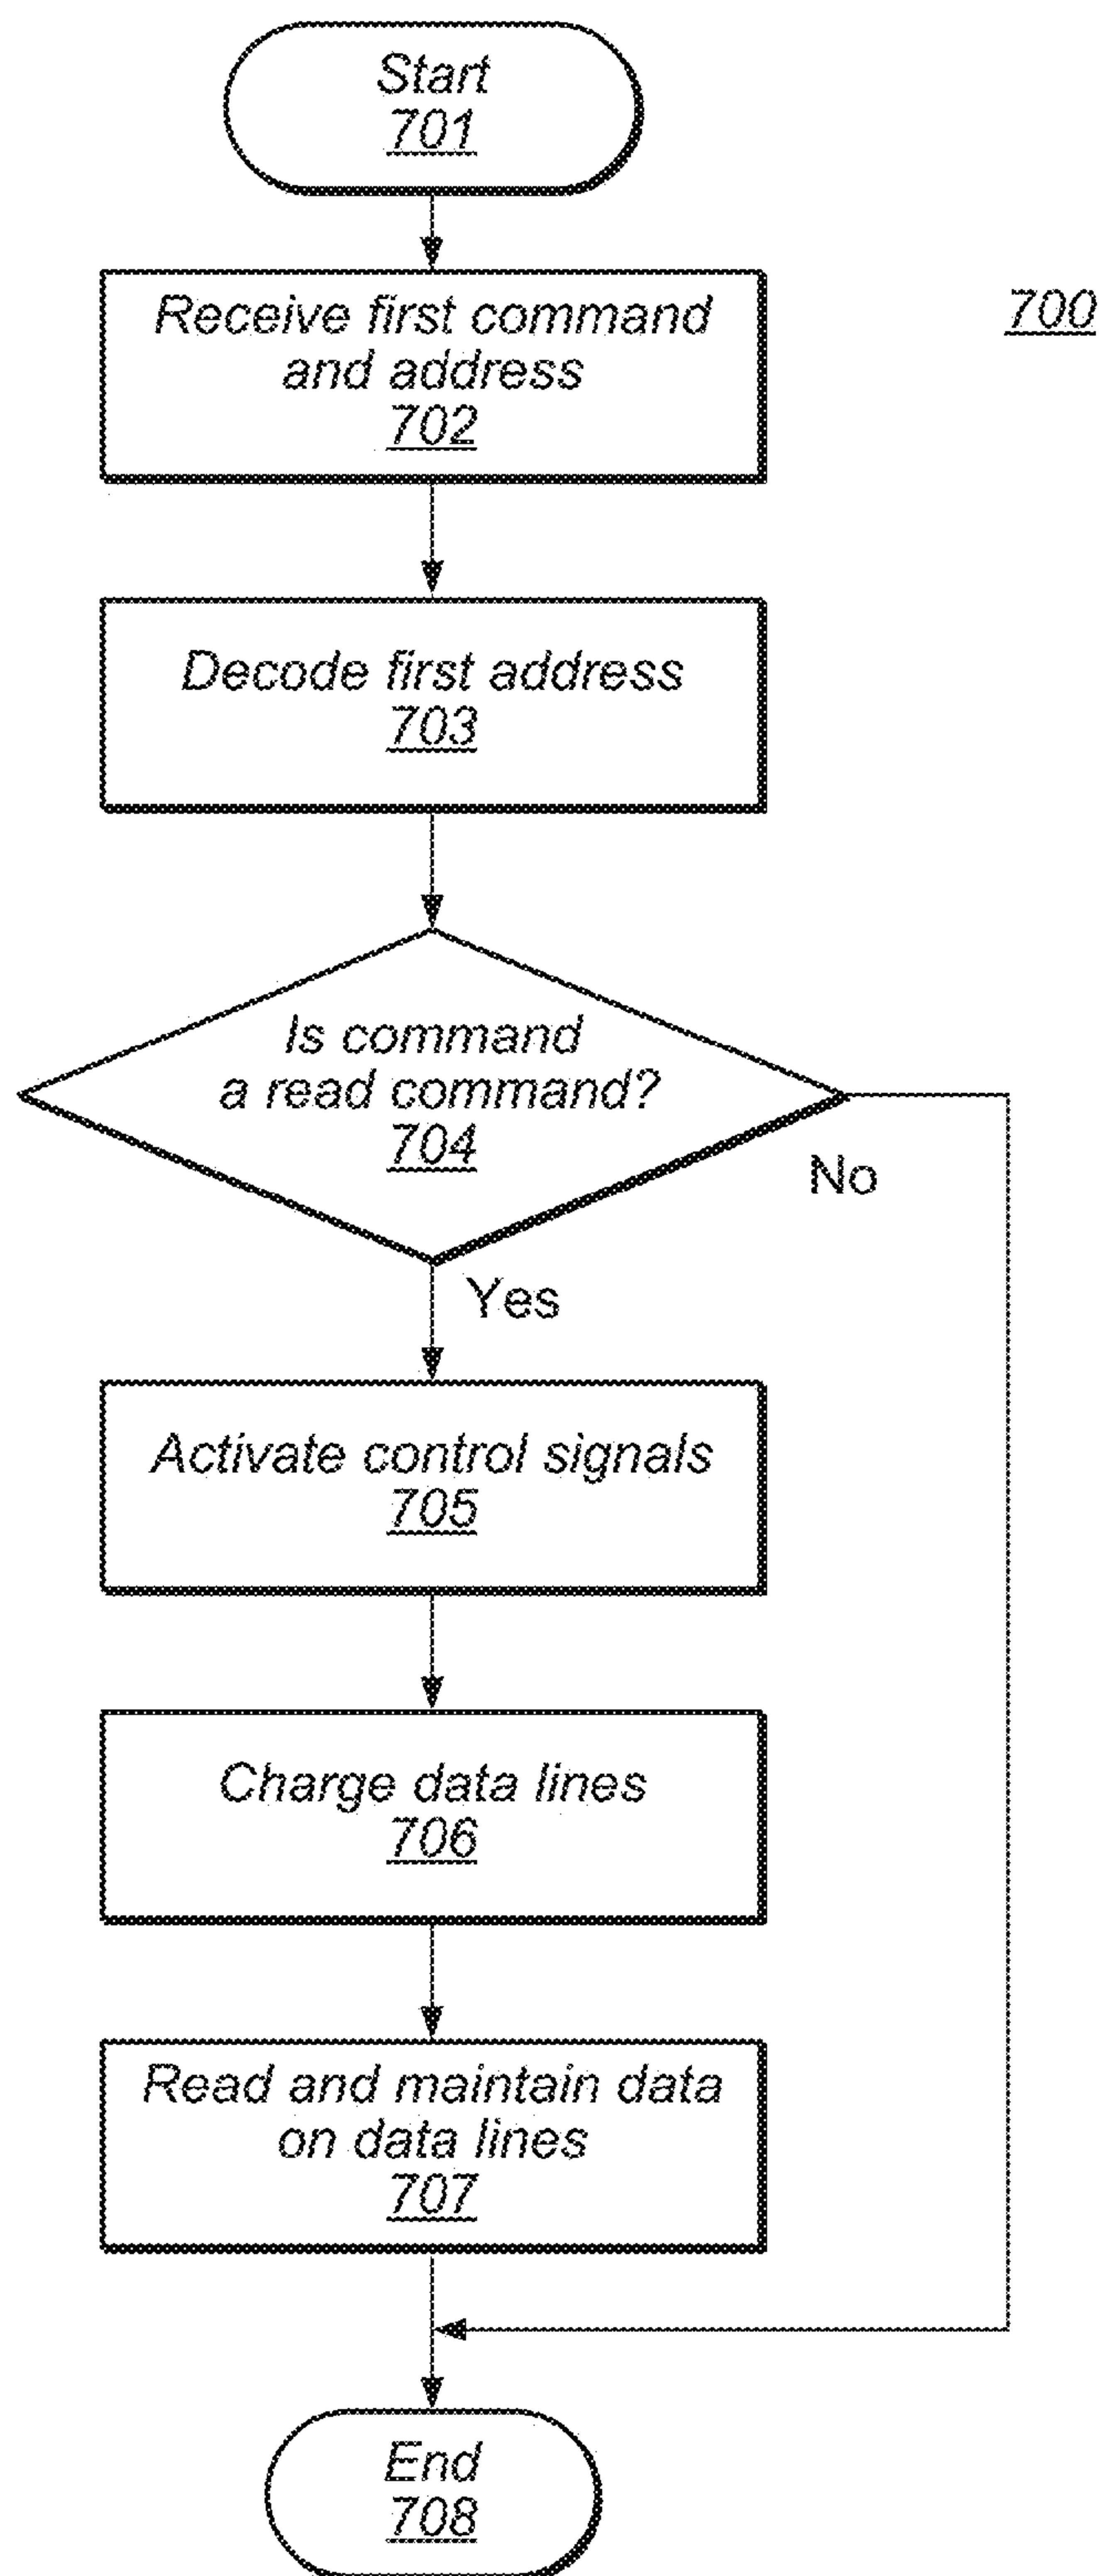 Start
701
Receive first command
and address
702
700
Decode first address
703
Is command
a read command?
704
No
Yes
Activate control signals
705
Charge data lines
706
Read and maintain data
on data lines
707
End
708